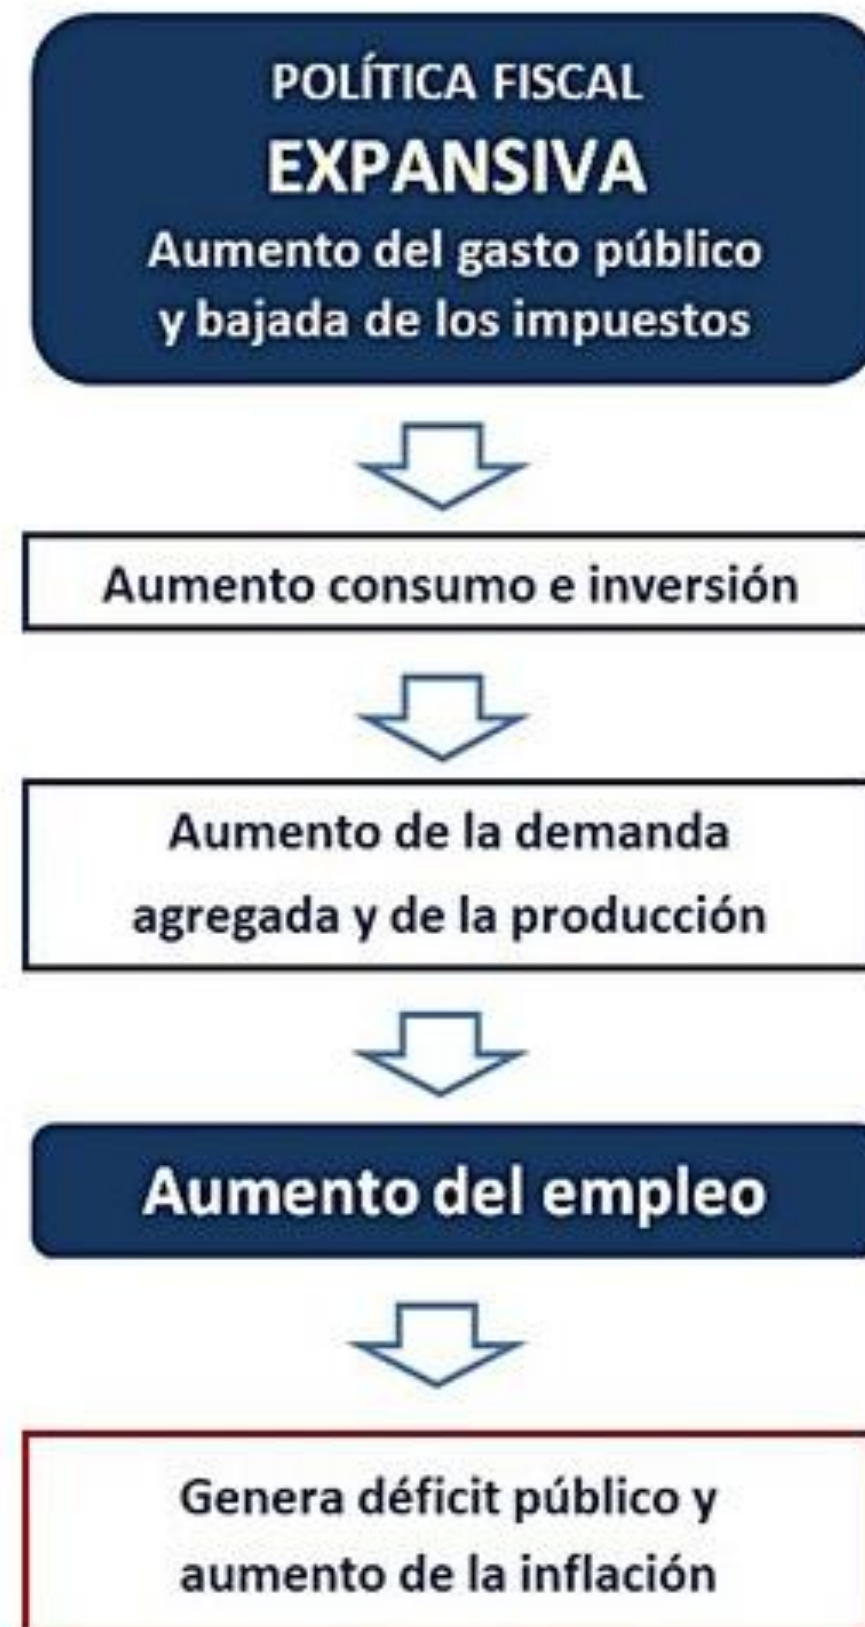 POLÍTICA FISCAL
EXPANSIVA
Aumento del gasto público
y bajada de los impuestos
Aumento consumo e inversión
Aumento de la demanda
agregada y de la producción
Aumento del empleo
Genera déficit público y
aumento de la inflación